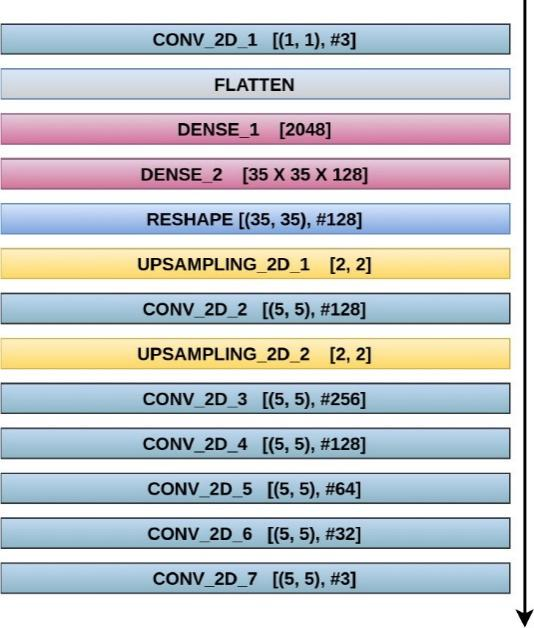 CONV_2D_1 [(1, 1), #3]
FLATTEN
DENSE_1 [2048]
DENSE_2 [35 X 35 X 128]
RESHAPE [(35, 35), #128]
UPSAMPLING_2D_1 [2, 2]
CONV_2D_2 [(5, 5), #128]
UPSAMPLING_2D_2 [2, 2]
CONV_2D_3 [(5, 5), #256]
CONV_2D_4 [(5, 5), #128]
CONV_2D_5 [(5, 5), #64]
CONV_2D_6 [(5, 5), #32]
CONV_2D_7 [(5, 5), #3]